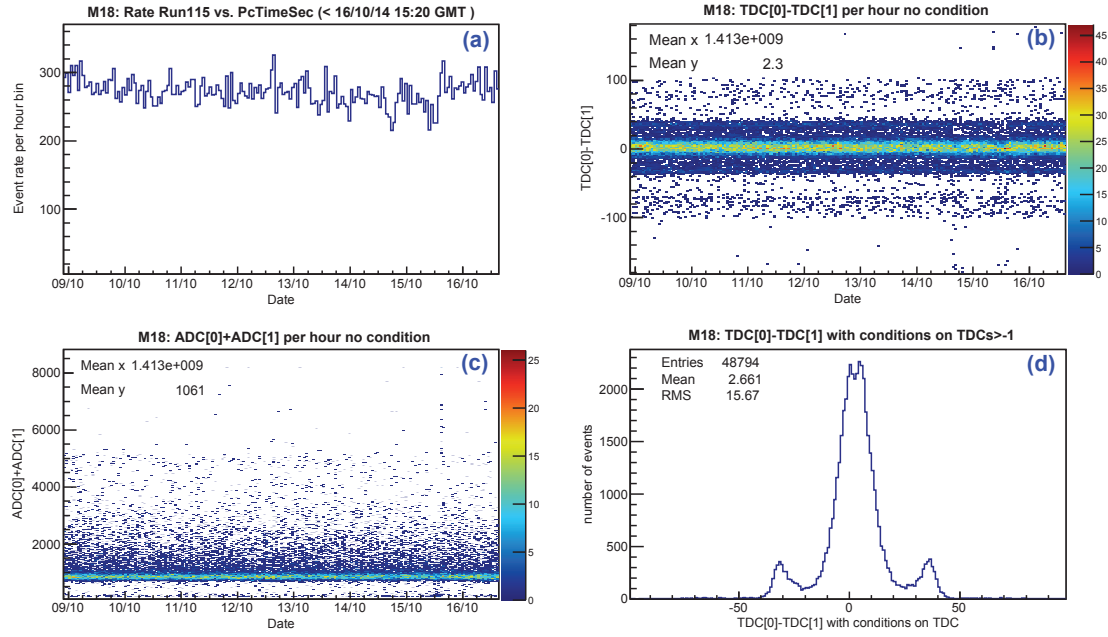 M18: Rate Run115 vs. PcTimeSec (< 16/10/14 15:20 GMT )
(a)
300
200
100
Event rate per hour bin
09/10 10/10 11/10 12/10 13/10 14/10 15/10 16/10
Date
M18: TDC[0]-TDC[1] per hour no condition
(b)
Mean x 1.413e+009
Mean y 2.3
100
0
-100
TDC[0]-TDC[1]
09/10 10/10 11/10 12/10 13/10 14/10 15/10 16/10
Date
45
40
35
30
25
20
15
10
5
0
M18: ADC[0]+ADC[1] per hour no condition
(c)
Mean x 1.413e+009
Mean y 1061
8000
6000
4000
2000
ADC[0]+ADC[1]
09/10 10/10 11/10 12/10 13/10 14/10 15/10 16/10
Date
25
20
15
10
5
0
M18: TDC[0]-TDC[1] with conditions on TDCs>-1
(d)
Entries 48794
Mean 2.661
RMS 15.67
2000
1500
1000
500
0
number of events
-50 0 50
TDC[0]-TDC[1] with conditions on TDC